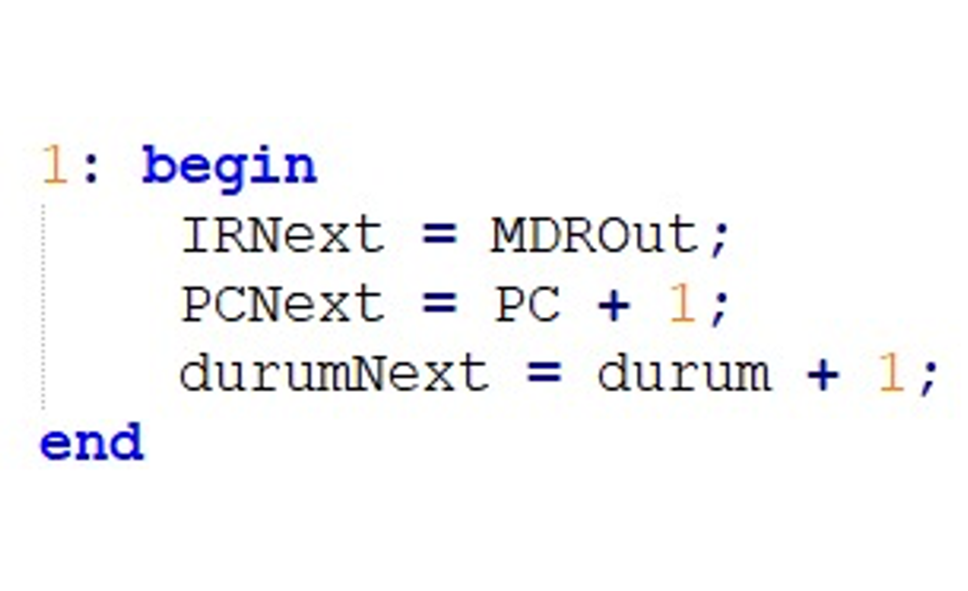 1: begin
IRNext = MDROut;
PCNext = PC + 1;
durumNext = durum + 1;
end